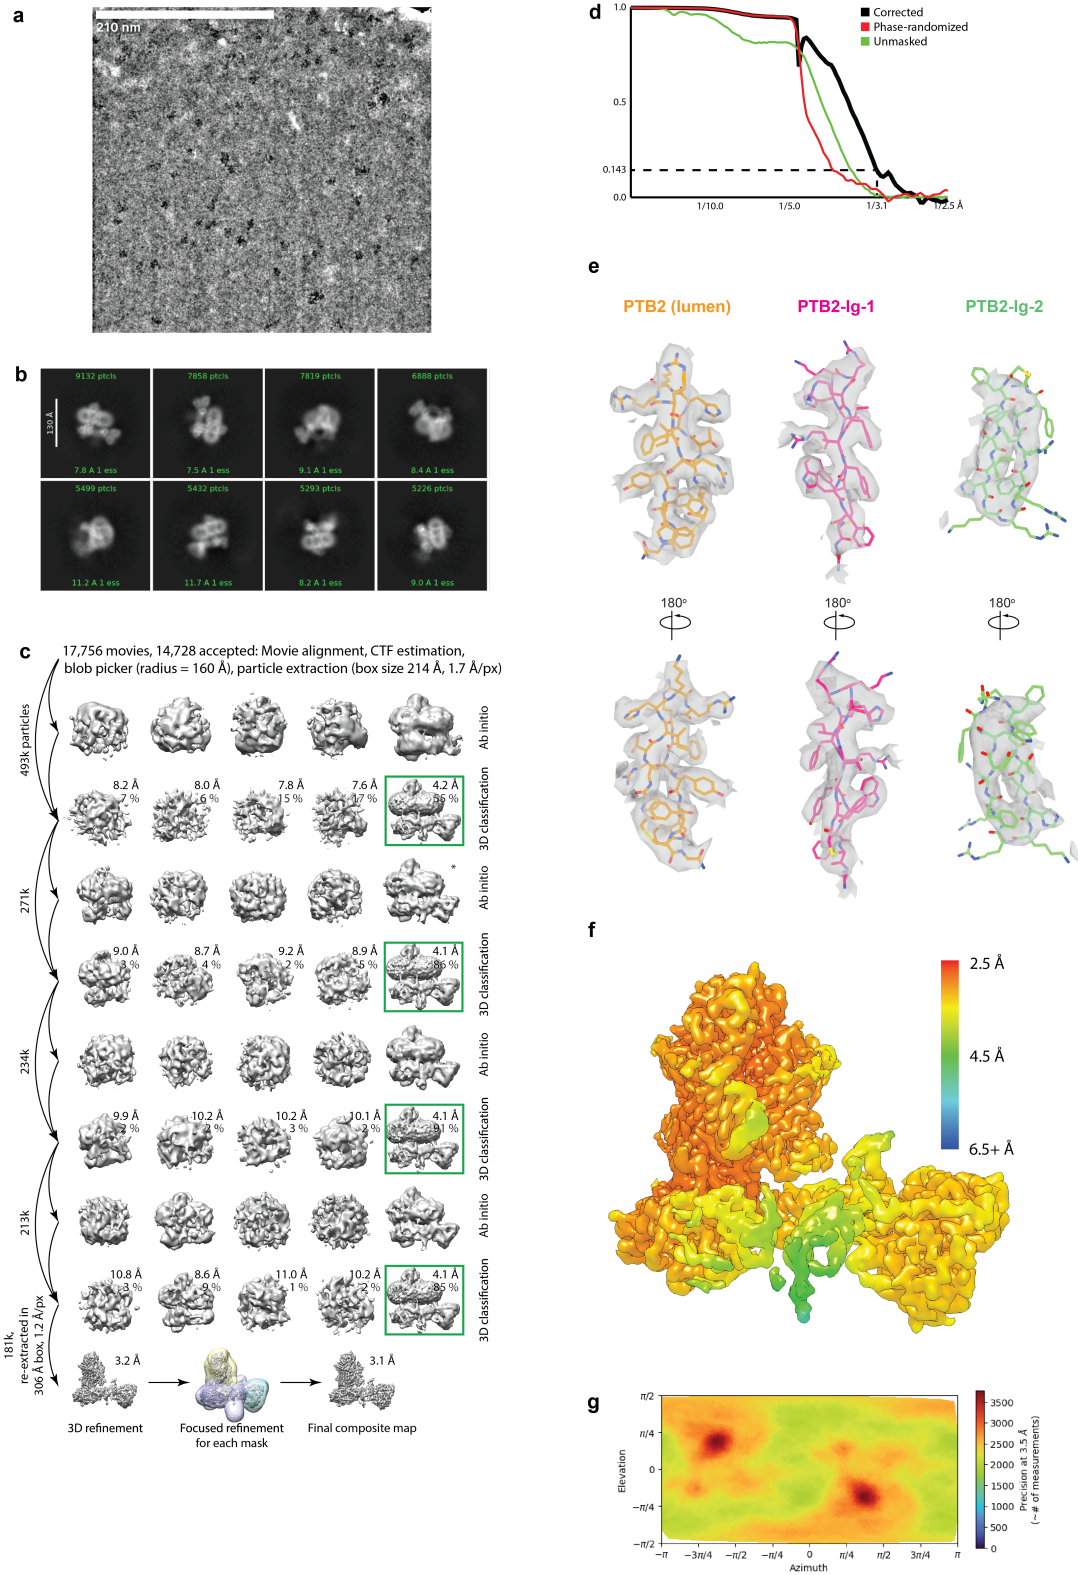 a
210 nm
b
9132 ptcls
7858 ptcls
7819 ptcls
6888 ptcls
130 Å
7.8 A 1 ess
7.5 A 1 ess
9.1 A 1 ess
8.4 A 1 ess
5499 ptcls
5432 ptcls
5293 ptcls
5226 ptcls
11.2 A 1 ess
11.7 A 1 ess
8.2 A 1 ess
9.0 A 1 ess
c
17,756 movies, 14,728 accepted: Movie alignment, CTF estimation,
blob picker (radius = 160 Å), particle extraction (box size 214 Å, 1.7 Å/px)
493k particles
Ab initio
8.2 Å
7 %
8.0 Å
6 %
7.8 Å
15 %
7.6 Å
17 %
4.2 Å
55 %
3D classification
271k
*
Ab initio
9.0 Å
3 %
8.7 Å
4 %
9.2 Å
2 %
8.9 Å
5 %
4.1 Å
86 %
3D classification
234k
Ab initio
9.9 Å
2 %
10.2 Å
2 %
10.2 Å
3 %
10.1 Å
2 %
4.1 Å
91 %
3D classification
213k
Ab initio
10.8 Å
3 %
8.6 Å
9 %
11.0 Å
1 %
10.2 Å
2 %
4.1 Å
85 %
3D classification
181k,
re-extracted in
306 Å box, 1.2 Å/px
3.2 Å
3.1 Å
3D refinement
Focused refinement
for each mask
Final composite map
d
1.0
0.5
0.143
0.0
1/10.0
1/5.0
1/3.1
1/2.5 Å
Corrected
Phase-randomized
Unmasked
e
PTB2 (lumen)
PTB2-Ig-1
PTB2-Ig-2
180°
180°
180°
f
2.5 Å
4.5 Å
6.5+ Å
g
π/2
π/4
0
−π/4
−π/2
Elevation
−π
−3π/4
−π/2
−π/4
0
π/4
π/2
3π/4
π
Azimuth
3500
3000
2500
2000
1500
1000
500
0
Precision at 3.5 Å
(~# of measurements)